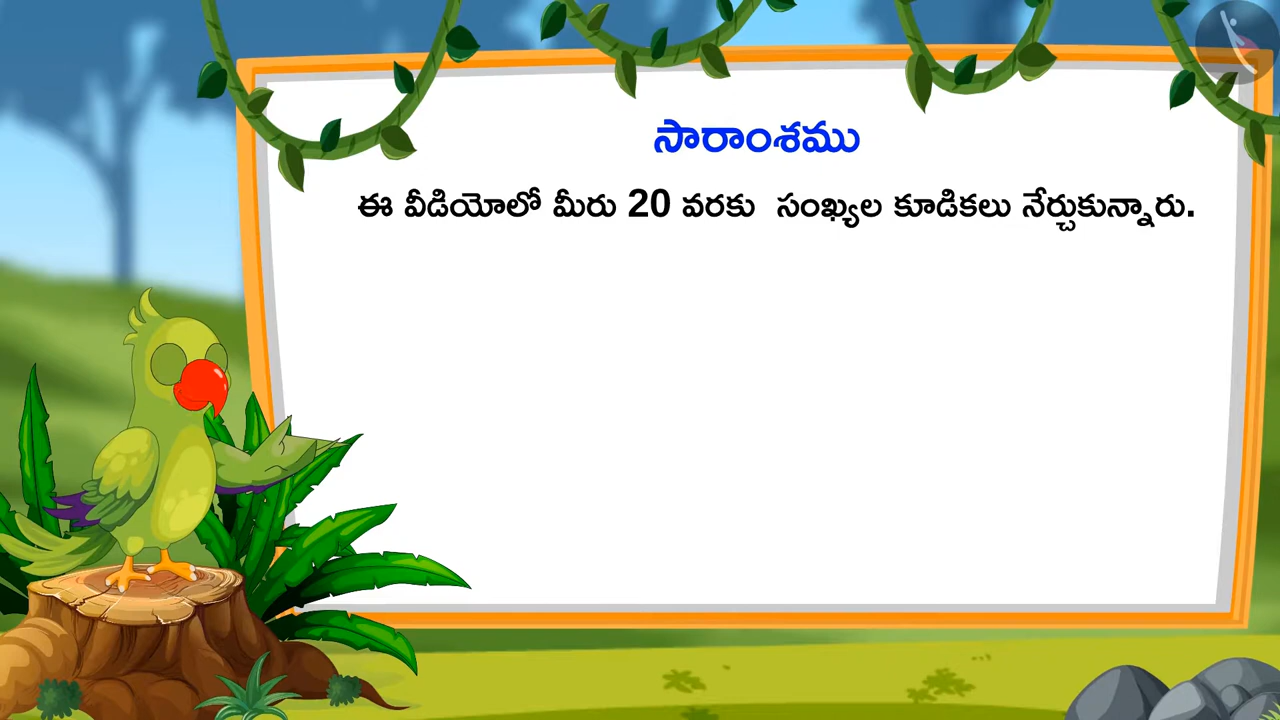 సారాంశము
ఈ వీడియోలో మీరు 20 వరకు సంఖ్యల కూడికలు నేర్చుకున్నారు.